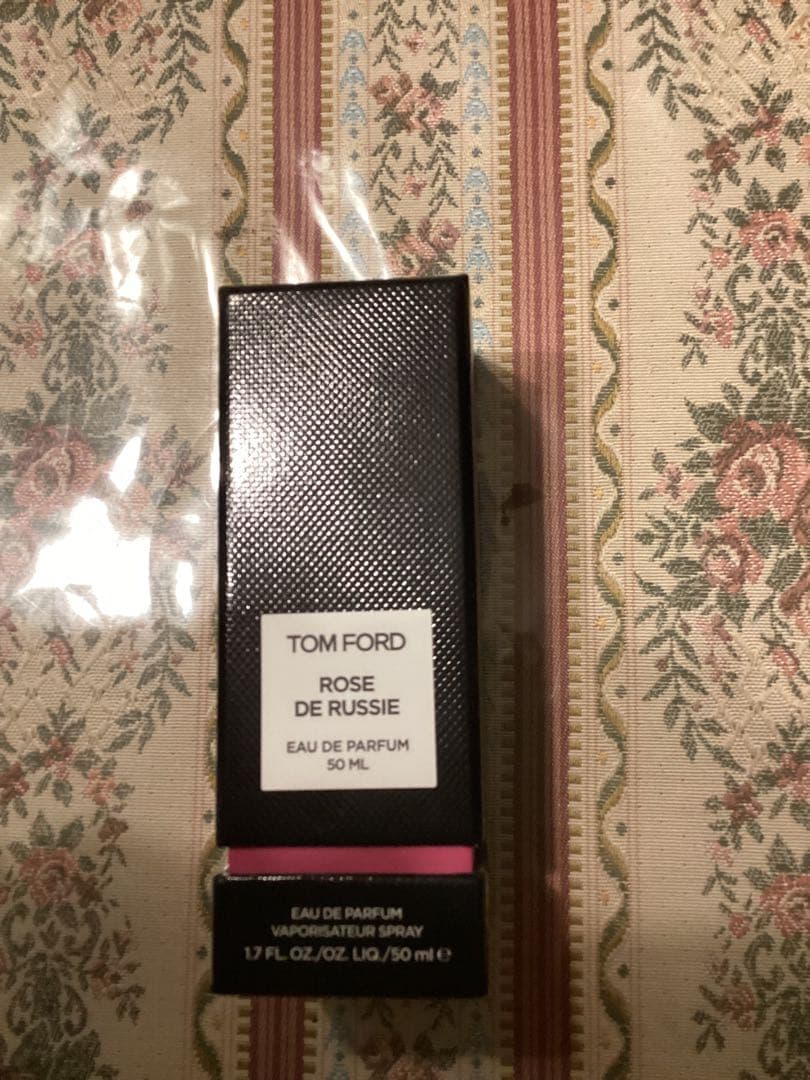 TOM FORD
ROSE
DE RUSSIE
EAU DE PARFUM
50 ML
EAU DE PARFUM
VAPORISATEUR SPRAY
1.7 FL. OZ./OZ. LIQ./50 ml ℮